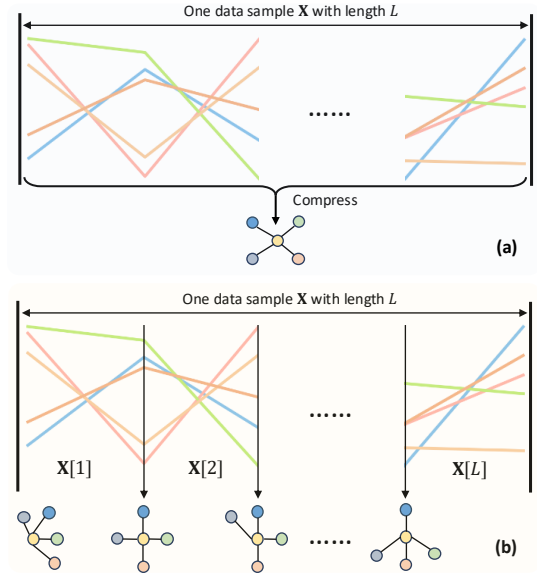 One data sample X with length L
......
Compress
(a)
One data sample X with length L
......
X[1]
X[2]
X[L]
......
(b)